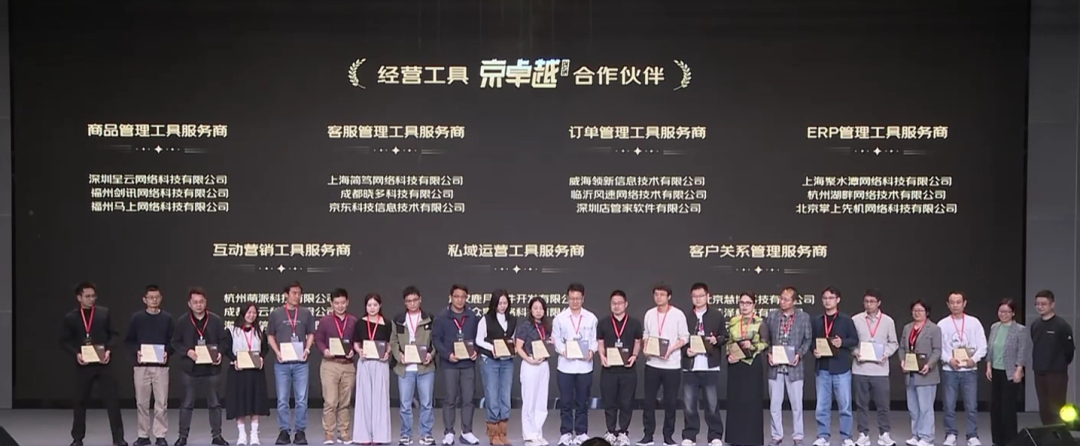 经营工具 京卓越 合作伙伴
商品管理工具服务商
深圳呈云网络科技有限公司
福州创讯网络科技有限公司
福州马上网络科技有限公司
客服管理工具服务商
上海简笃网络科技有限公司
成都晓多科技有限公司
京东科技信息技术有限公司
订单管理工具服务商
威海领新信息技术有限公司
临沂风速网络技术有限公司
深圳店管家软件有限公司
ERP管理工具服务商
上海聚水潭网络科技有限公司
杭州湖畔网络技术有限公司
北京掌上先机网络科技有限公司
互动营销工具服务商
杭州萌派科技有限公司
私域运营工具服务商
客户关系管理服务商